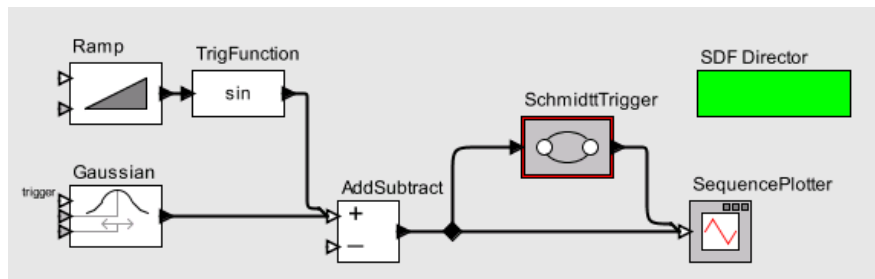 Ramp
TrigFunction
sin
SDF Director
SchmidttTrigger
Gaussian
trigger
AddSubtract
+
−
SequencePlotter